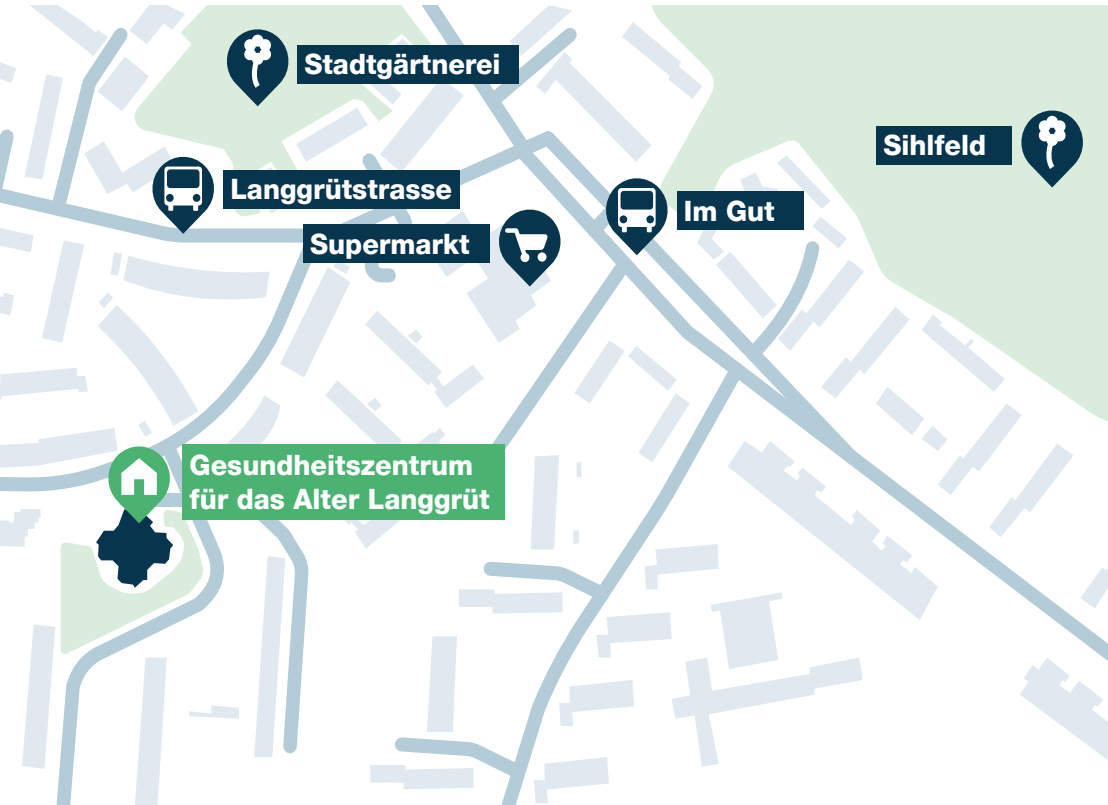 Stadtgärtnerei
Sihlfeld
Langgrütstrasse
Im Gut
Supermarkt
Gesundheitszentrum
für das Alter Langgrüt